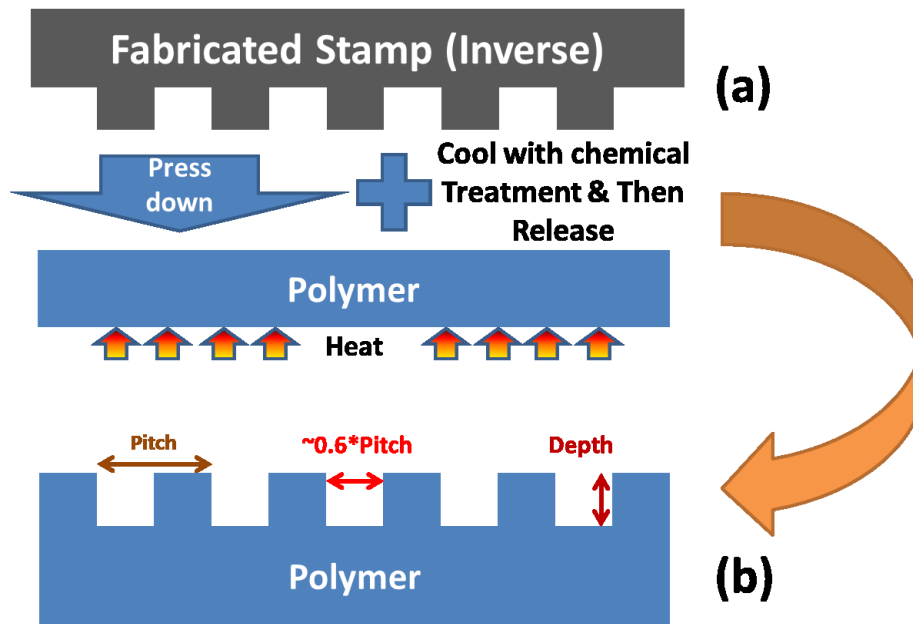 Fabricated Stamp (Inverse)
(a)
Press
down
Cool with chemical
Treatment & Then
Release
Polymer
Heat
Pitch
~0.6*Pitch
Depth
Polymer
(b)